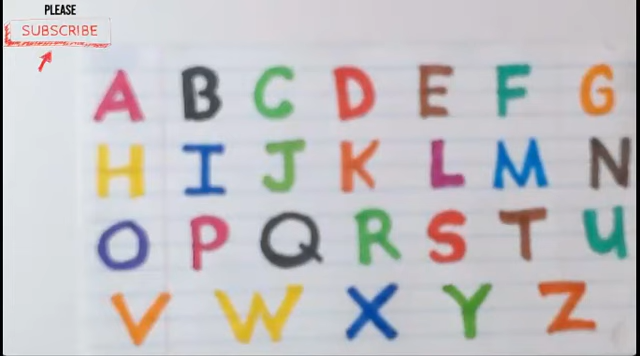 PLEASE
SUBSCRIBE
A B C D E F G
H I J K L M N
O P Q R S T U
V W X Y Z